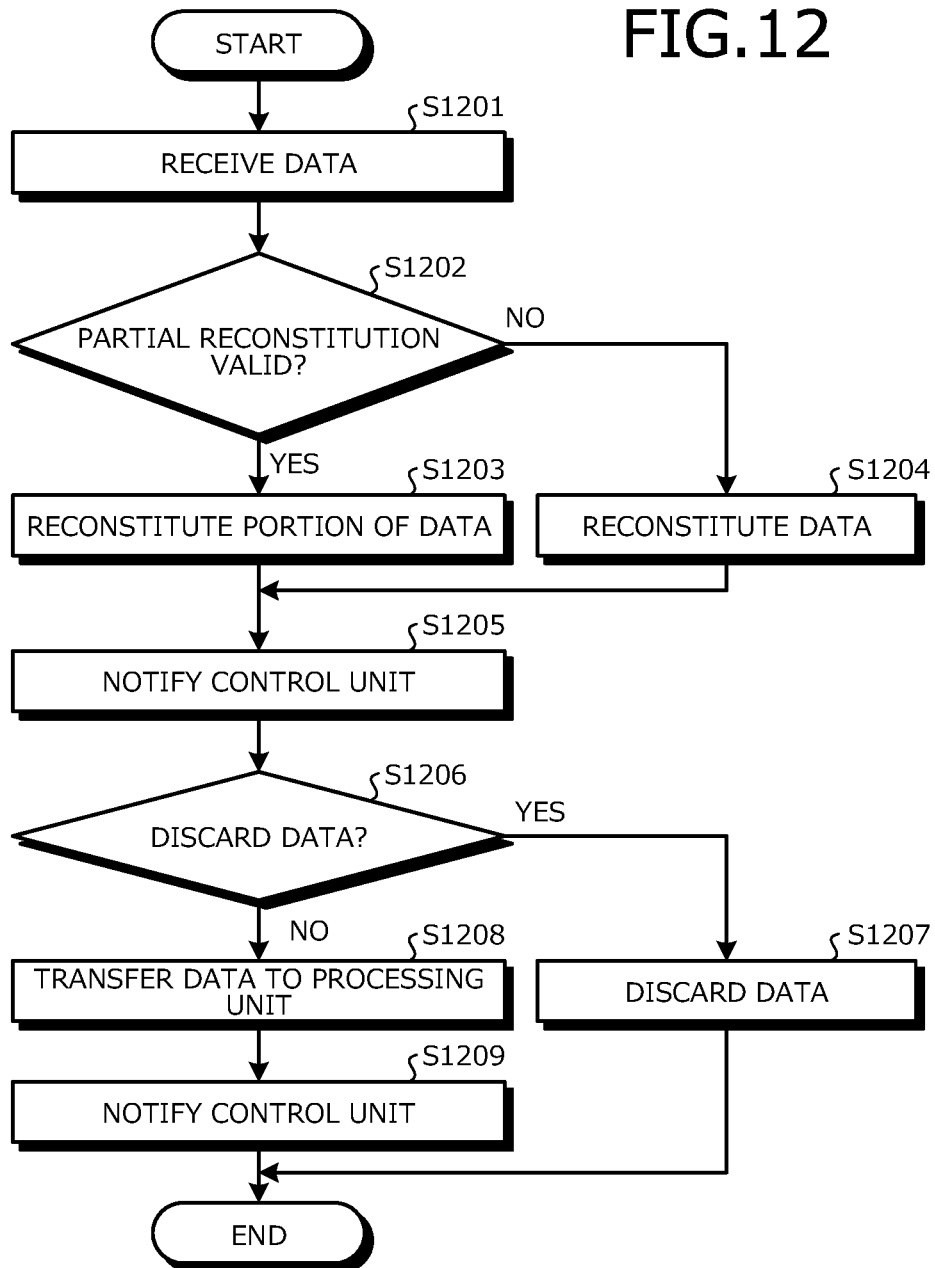 FIG.12
START
S1201
RECEIVE DATA
S1202
PARTIAL RECONSTITUTION
VALID?
NO
YES
S1203
RECONSTITUTE PORTION OF DATA
S1204
RECONSTITUTE DATA
S1205
NOTIFY CONTROL UNIT
S1206
DISCARD DATA?
YES
NO
S1208
TRANSFER DATA TO PROCESSING
UNIT
S1207
DISCARD DATA
S1209
NOTIFY CONTROL UNIT
END